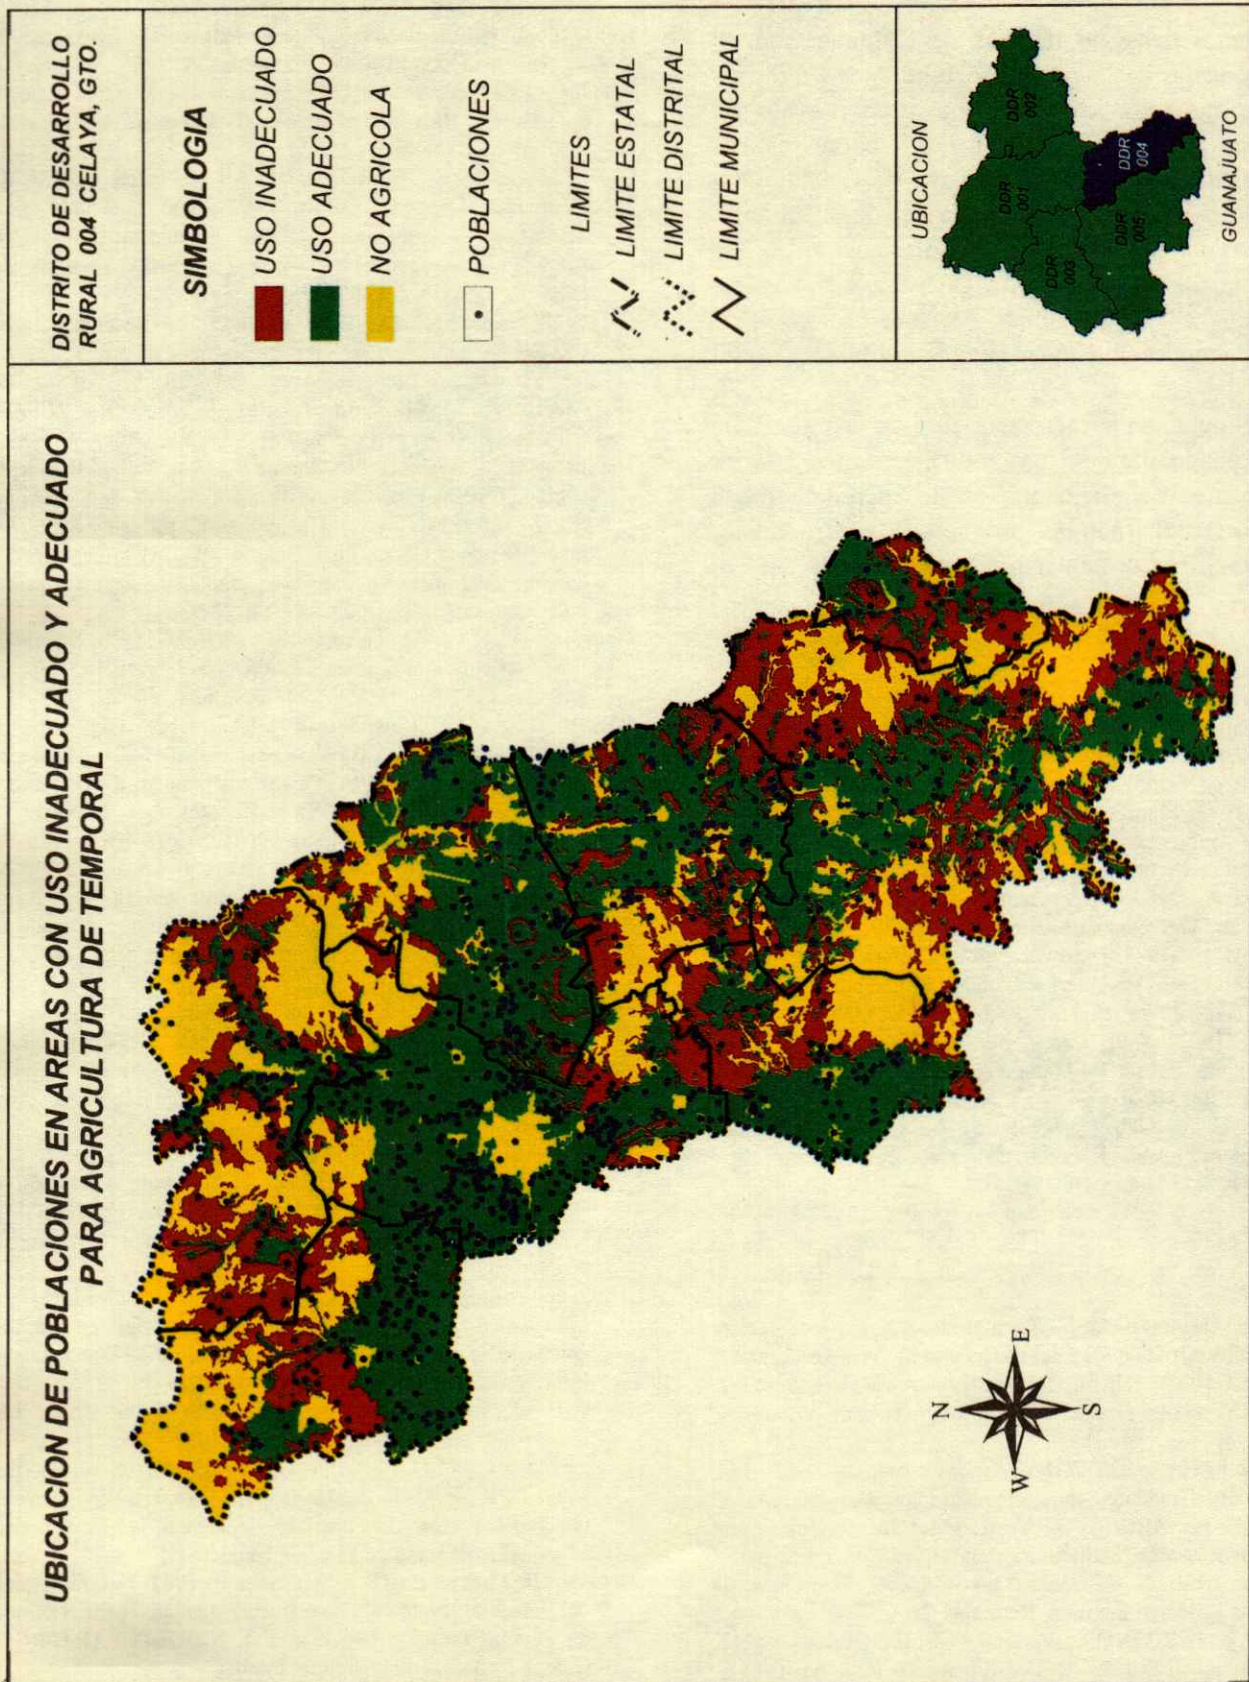 UBICACION DE POBLACIONES EN AREAS CON USO INADECUADO Y ADECUADO
PARA AGRICULTURA DE TEMPORAL
N
W
E
S
DISTRITO DE DESARROLLO
RURAL 004 CELAYA, GTO.
SIMBOLOGIA
USO INADECUADO
USO ADECUADO
NO AGRICOLA
POBLACIONES
LIMITES
LIMITE ESTATAL
LIMITE DISTRITAL
LIMITE MUNICIPAL
UBICACION
DDR
001
DDR
002
DDR
003
DDR
004
DDR
005
GUANAJUATO